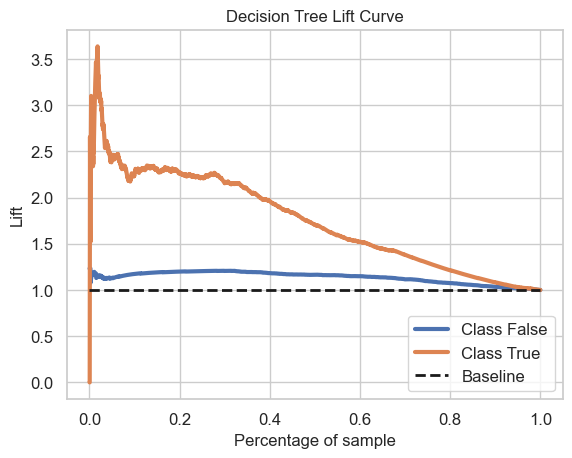 Decision Tree Lift Curve
3.5
3.0
2.5
2.0
1.5
1.0
0.5
0.0
Lift
Class False
Class True
Baseline
0.0 0.2 0.4 0.6 0.8 1.0
Percentage of sample